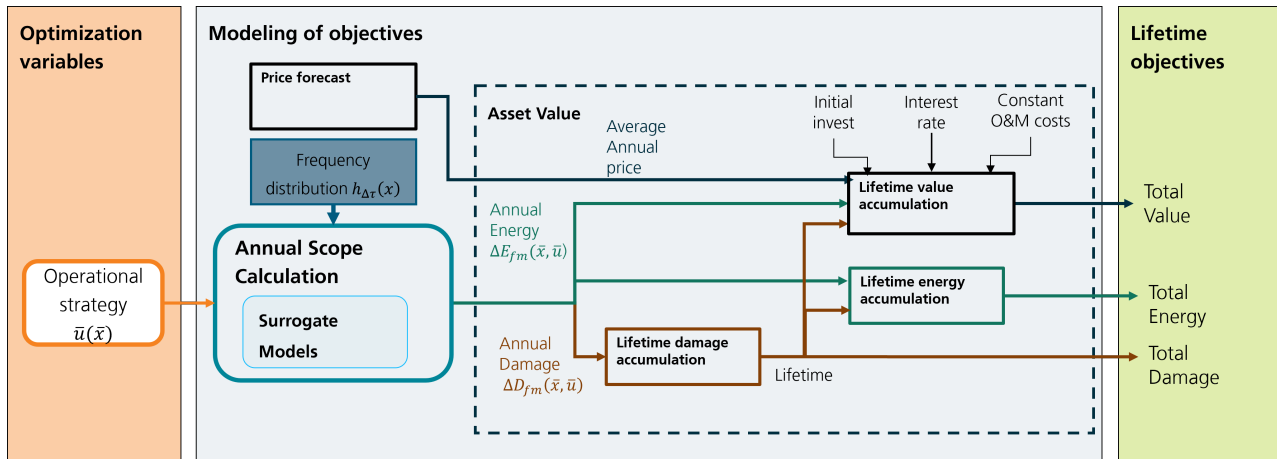 Optimization
variables
Operational
strategy
ū(x̄)
Modeling of objectives
Price forecast
Frequency
distribution h_Δτ(x)
Annual Scope
Calculation
Surrogate
Models
Asset Value
Average
Annual
price
Initial
invest
Interest
rate
Constant
O&M costs
Annual
Energy
ΔE_fm(x̄, ū)
Lifetime value
accumulation
Lifetime energy
accumulation
Annual
Damage
ΔD_fm(x̄, ū)
Lifetime damage
accumulation
Lifetime
Lifetime
objectives
Total
Value
Total
Energy
Total
Damage